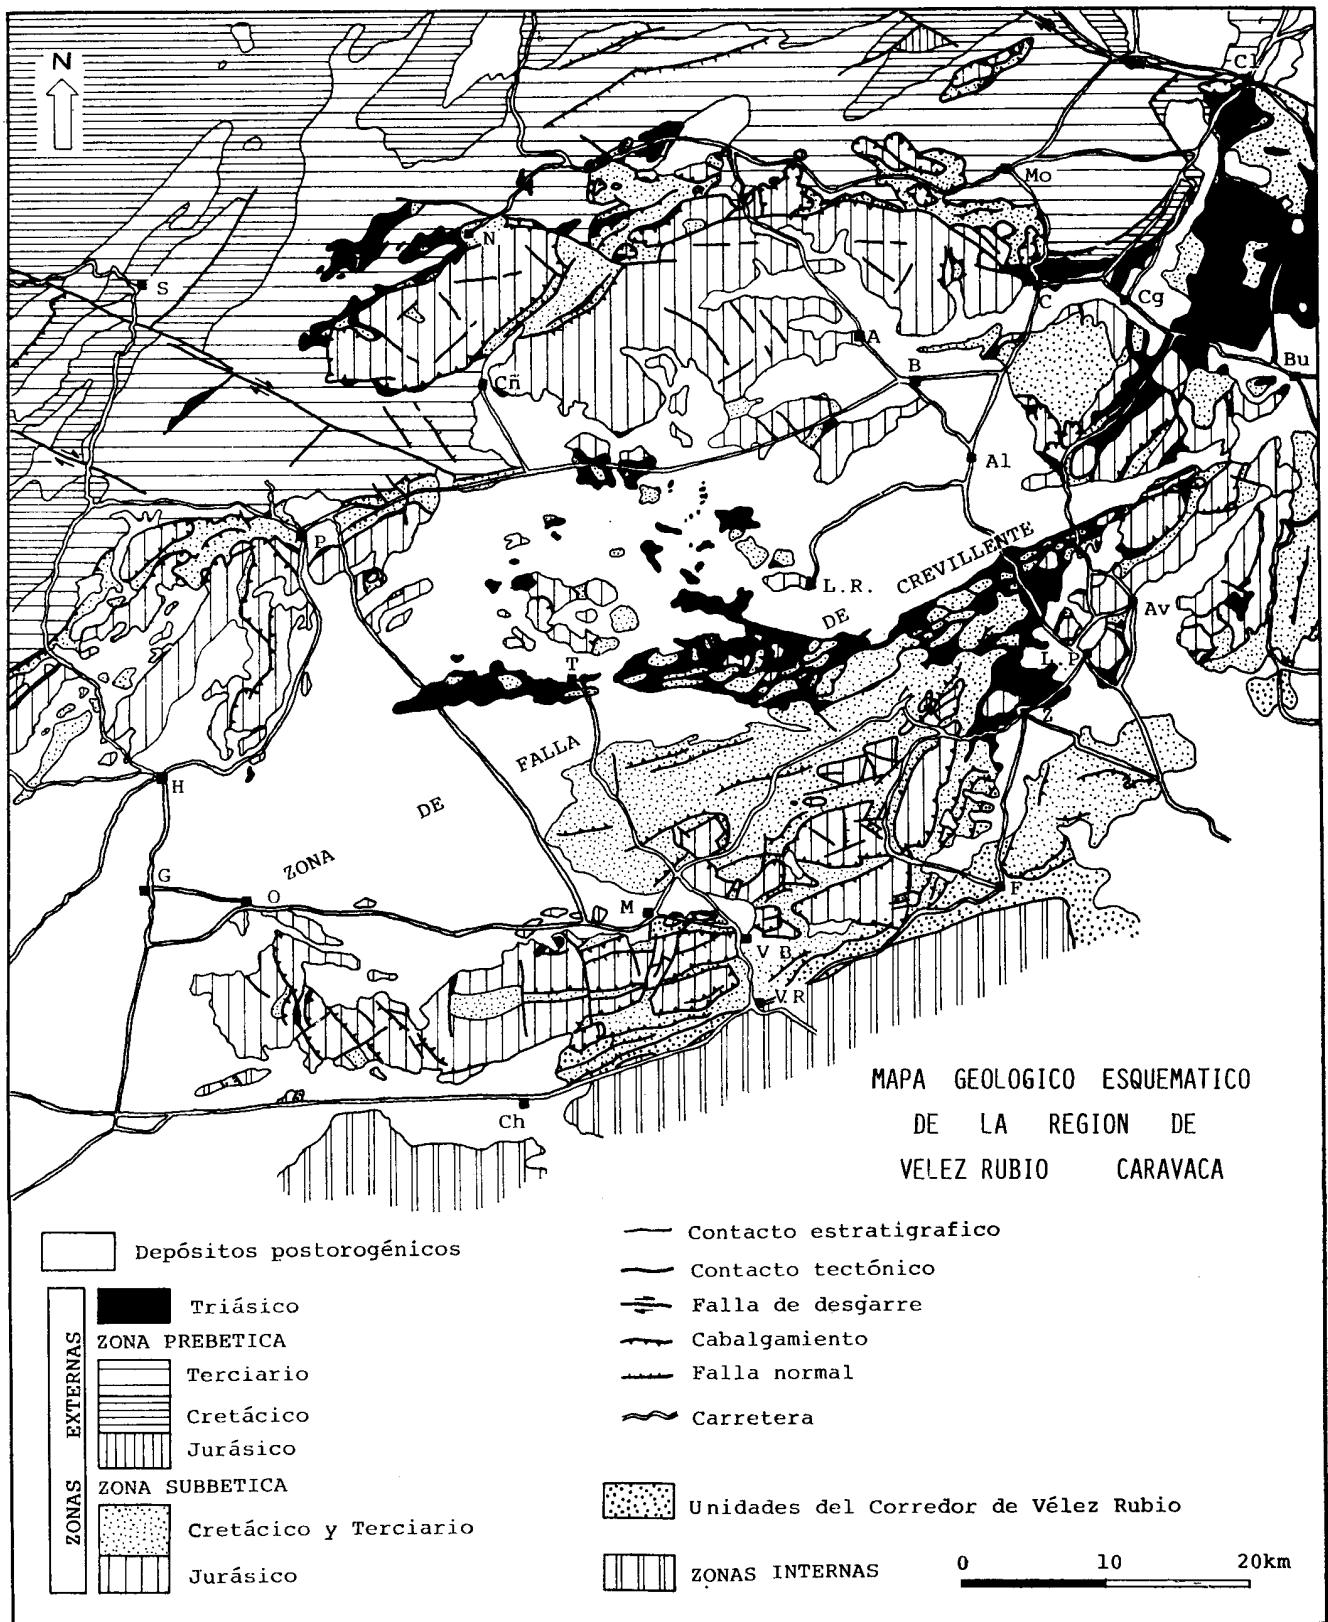 N
Cl
Mo
N
S
C
Cg
A
Bu
B
Cñ
Al
P
L.R.
ZONA DE FALLA DE CREVILLENTE
Av
L.P
T
Z
H
G
O
F
M
V B
V R
Ch
MAPA GEOLOGICO ESQUEMATICO
DE LA REGION DE
VELEZ RUBIO CARAVACA
Depósitos postorogénicos
ZONAS EXTERNAS
Triásico
ZONA PREBETICA
Terciario
Cretácico
Jurásico
ZONA SUBBETICA
Cretácico y Terciario
Jurásico
Contacto estratigrafico
Contacto tectónico
Falla de desgarre
Cabalgamiento
Falla normal
Carretera
Unidades del Corredor de Vélez Rubio
ZONAS INTERNAS
0 10 20km